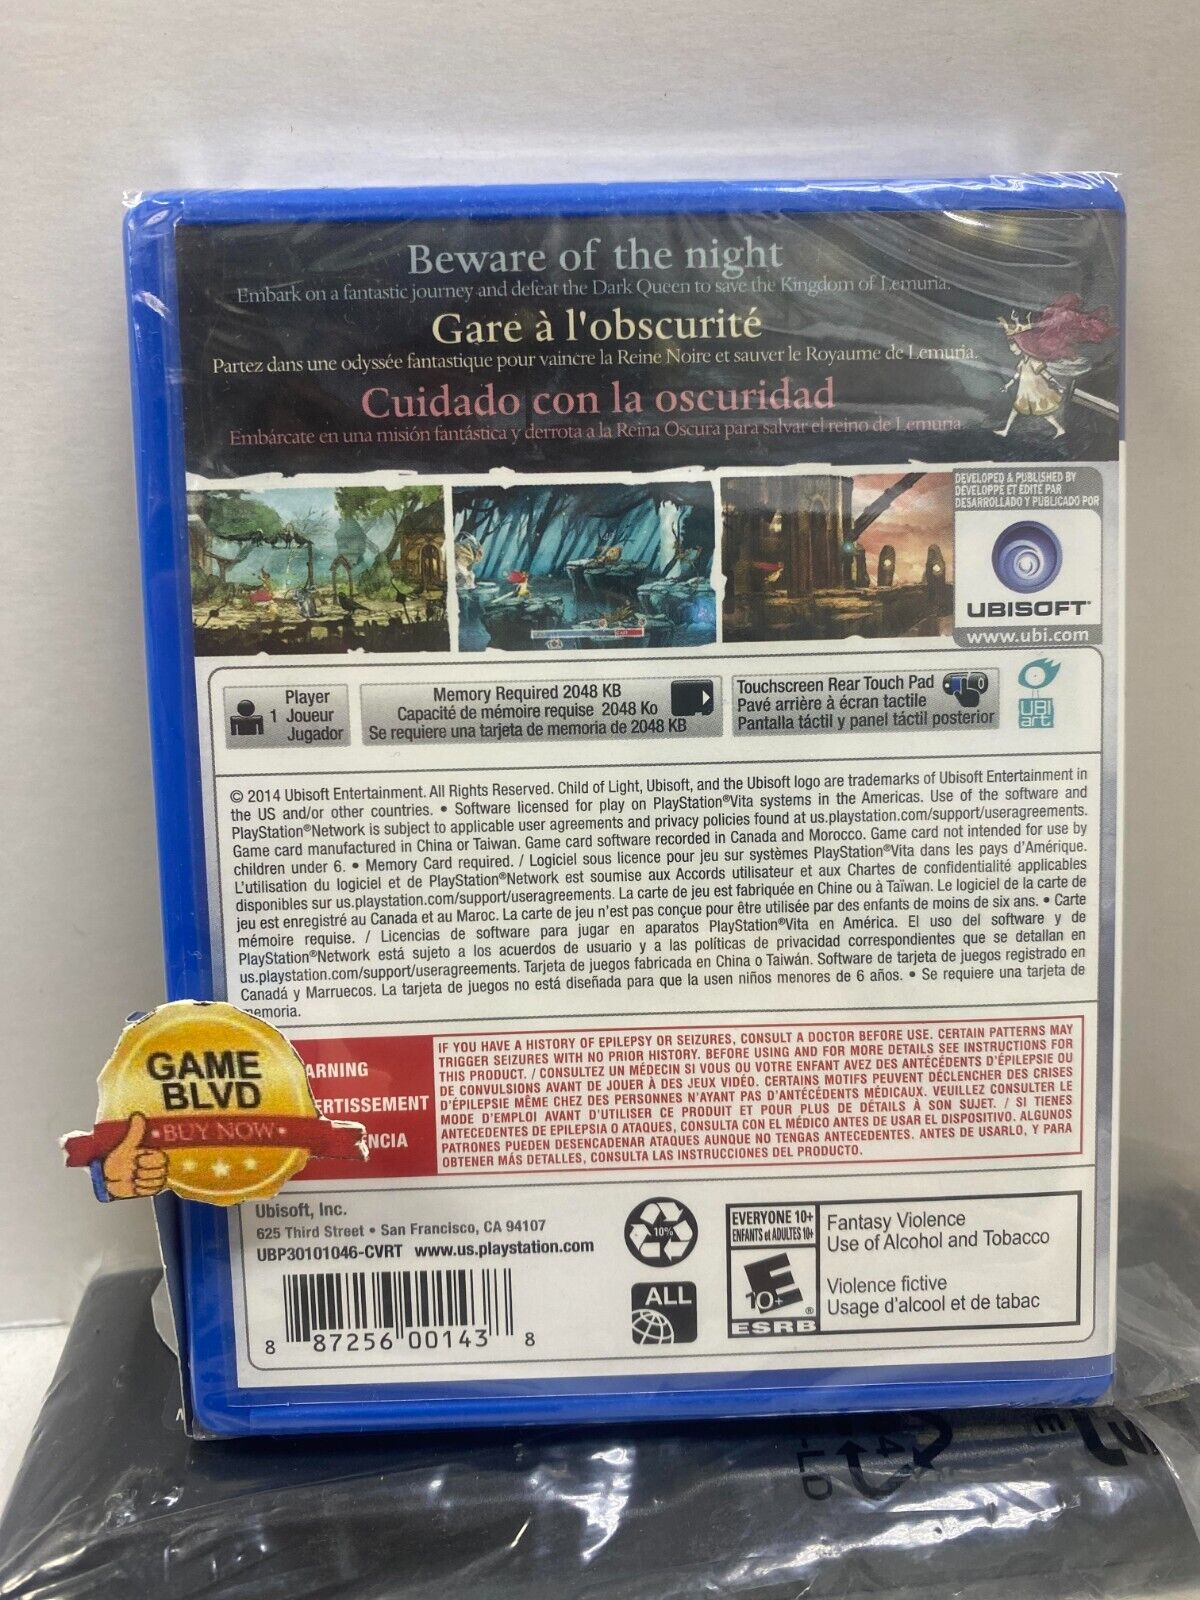 Beware of the night
Embark on a fantastic journey and defeat the Dark Queen to save the Kingdom of Lemuria.
Gare à l'obscurité
Partez dans une odyssée fantastique pour vaincre la Reine Noire et sauver le Royaume de Lemuria.
Cuidado con la oscuridad
Embárcate en una misión fantástica y derrota a la Reina Oscura para salvar el reino de Lemuria.
DEVELOPED & PUBLISHED BY
DÉVELOPPÉ ET ÉDITÉ PAR
DESARROLLADO Y PUBLICADO POR
UBISOFT
www.ubi.com
Player
1 Joueur
Jugador
Memory Required 2048 KB
Capacité de mémoire requise 2048 Ko
Se requiere una tarjeta de memoria de 2048 KB
Touchscreen Rear Touch Pad
Pavé arrière à écran tactile
Pantalla táctil y panel táctil posterior
UBI
art
© 2014 Ubisoft Entertainment. All Rights Reserved. Child of Light, Ubisoft, and the Ubisoft logo are trademarks of Ubisoft Entertainment in
the US and/or other countries. • Software licensed for play on PlayStation®Vita systems in the Americas. Use of the software and
PlayStation®Network is subject to applicable user agreements and privacy policies found at us.playstation.com/support/useragreements.
Game card manufactured in China or Taiwan. Game card software recorded in Canada and Morocco. Game card not intended for use by
children under 6. • Memory Card required. / Logiciel sous licence pour jeu sur systèmes PlayStation®Vita dans les pays d'Amérique.
L'utilisation du logiciel et de PlayStation®Network est soumise aux Accords utilisateur et aux Chartes de confidentialité applicables
disponibles sur us.playstation.com/support/useragreements. La carte de jeu est fabriquée en Chine ou à Taïwan. Le logiciel de la carte de
jeu est enregistré au Canada et au Maroc. La carte de jeu n'est pas conçue pour être utilisée par des enfants de moins de six ans. • Carte
mémoire requise. / Licencias de software para jugar en aparatos PlayStation®Vita en América. El uso del software y de
PlayStation®Network está sujeto a los acuerdos de usuario y a las políticas de privacidad correspondientes que se detallan en
us.playstation.com/support/useragreements. Tarjeta de juegos fabricada en China o Taiwán. Software de tarjeta de juegos registrado en
Canadá y Marruecos. La tarjeta de juegos no está diseñada para que la usen niños menores de 6 años. • Se requiere una tarjeta de
emoria.
GAME
BLVD
•BUY NOW•
ARNING
ERTISSEMENT
ENCIA
IF YOU HAVE A HISTORY OF EPILEPSY OR SEIZURES, CONSULT A DOCTOR BEFORE USE. CERTAIN PATTERNS MAY
TRIGGER SEIZURES WITH NO PRIOR HISTORY. BEFORE USING AND FOR MORE DETAILS SEE INSTRUCTIONS FOR
THIS PRODUCT. / CONSULTEZ UN MÉDECIN SI VOUS OU VOTRE ENFANT AVEZ DES ANTÉCÉDENTS D'ÉPILEPSIE OU
DE CONVULSIONS AVANT DE JOUER À DES JEUX VIDÉO. CERTAINS MOTIFS PEUVENT DÉCLENCHER DES CRISES
D'ÉPILEPSIE MÊME CHEZ DES PERSONNES N'AYANT PAS D'ANTÉCÉDENTS MÉDICAUX. VEUILLEZ CONSULTER LE
MODE D'EMPLOI AVANT D'UTILISER CE PRODUIT ET POUR PLUS DE DÉTAILS À SON SUJET. / SI TIENES
ANTECEDENTES DE EPILEPSIA O ATAQUES, CONSULTA CON EL MÉDICO ANTES DE USAR EL DISPOSITIVO. ALGUNOS
PATRONES PUEDEN DESENCADENAR ATAQUES AUNQUE NO TENGAS ANTECEDENTES. ANTES DE USARLO, Y PARA
OBTENER MÁS DETALLES, CONSULTA LAS INSTRUCCIONES DEL PRODUCTO.
Ubisoft, Inc.
625 Third Street • San Francisco, CA 94107
UBP30101046-CVRT www.us.playstation.com
8 87256 00143 8
10%
ALL
EVERYONE 10+
ENFANTS et ADULTES 10+
E
10+
®
ESRB
Fantasy Violence
Use of Alcohol and Tobacco
Violence fictive
Usage d'alcool et de tabac